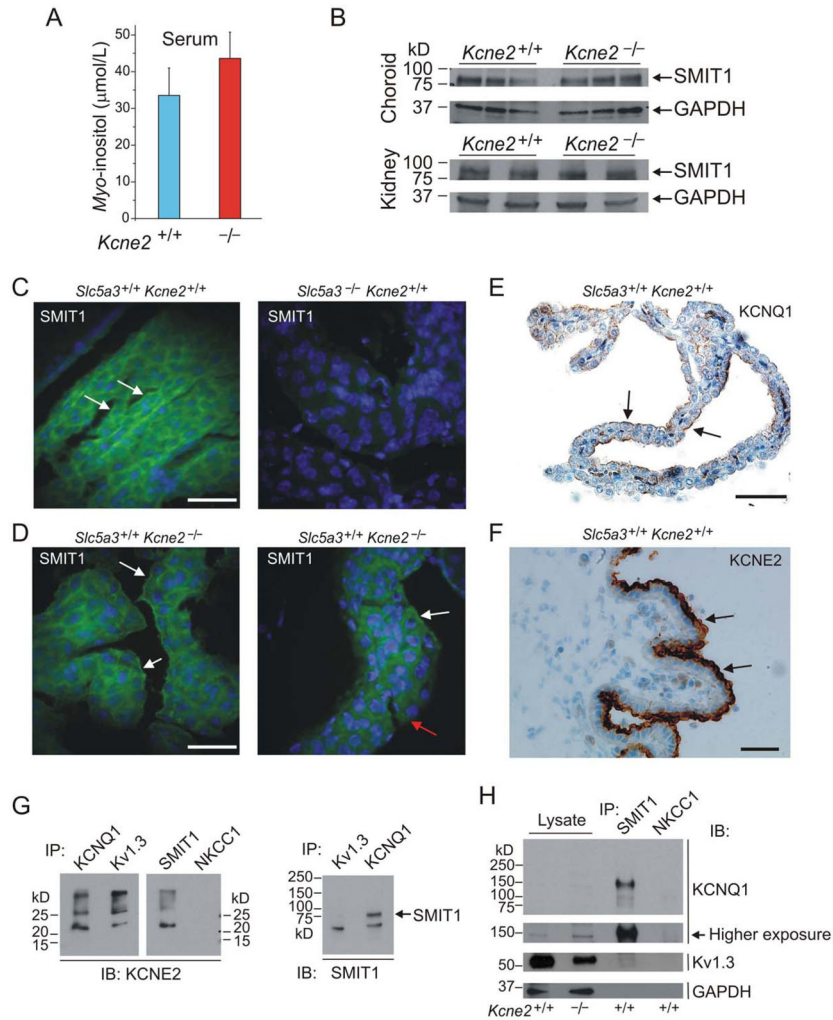 A
Serum
Myo-inositol (μmol/L)
50
40
30
20
10
0
Kcne2 +/+ −/−
B
kD Kcne2+/+ Kcne2 −/−
Choroid
100
75
SMIT1
37
GAPDH
Kcne2+/+ Kcne2 −/−
Kidney
100
75
SMIT1
37
GAPDH
C
Slc5a3+/+ Kcne2+/+
SMIT1
Slc5a3 −/− Kcne2+/+
SMIT1
D
Slc5a3+/+ Kcne2−/−
SMIT1
Slc5a3+/+ Kcne2−/−
SMIT1
E
Slc5a3+/+ Kcne2+/+
KCNQ1
F
Slc5a3+/+ Kcne2+/+
KCNE2
G
IP: KCNQ1 Kv1.3 SMIT1 NKCC1
kD kD
25 25
20 20
15 15
IB: KCNE2
IP: Kv1.3 KCNQ1
250
150
100
75
kD
SMIT1
IB: SMIT1
H
Lysate IP: SMIT1 NKCC1 IB:
kD
250
150
100
75
KCNQ1
150
Higher exposure
50
Kv1.3
37
GAPDH
Kcne2 +/+ −/− +/+ +/+